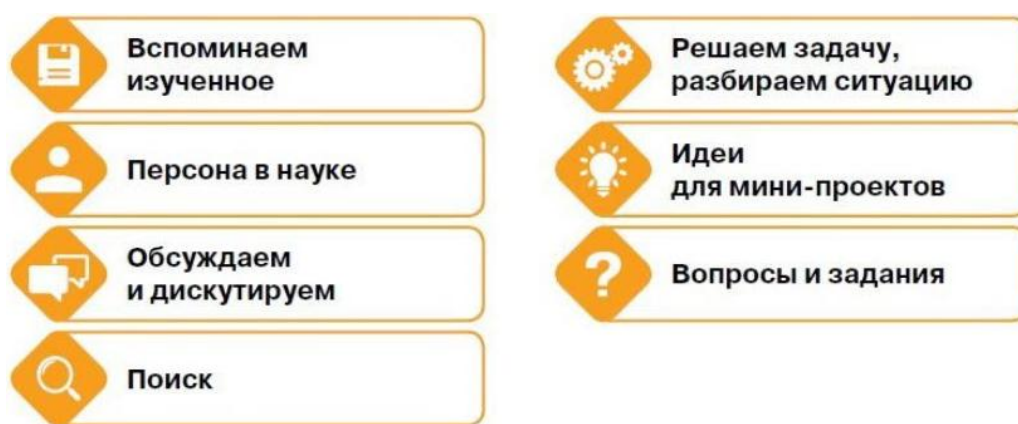 Вспоминаем
изученное
Персона в науке
Обсуждаем
и дискутируем
Поиск
Решаем задачу,
разбираем ситуацию
Идеи
для мини-проектов
Вопросы и задания